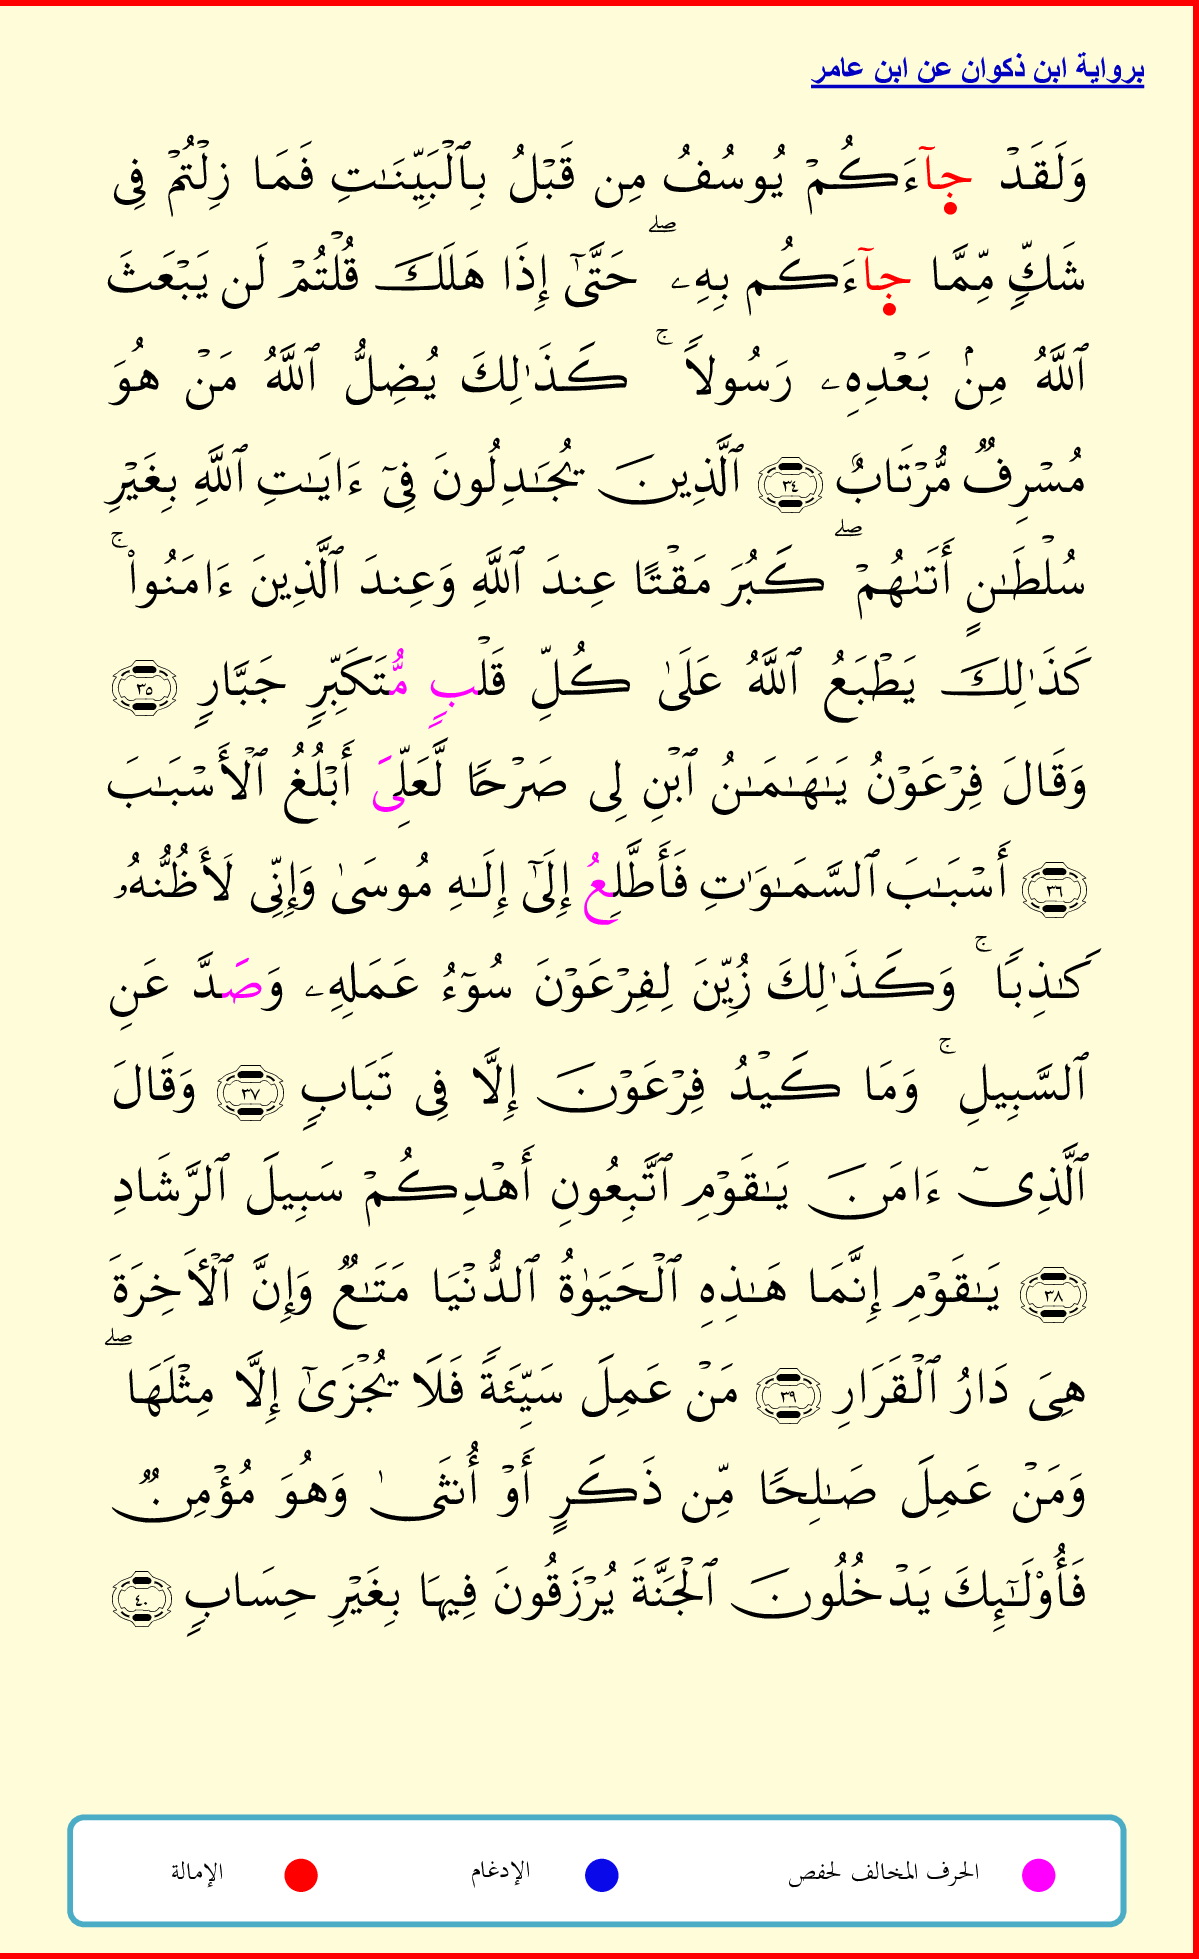 برواية ابن ذكوان عن ابن عامر
وَلَقَدْ جِآءَكُمْ يُوسُفُ مِن قَبْلُ بِٱلْبَيِّنَٰتِ فَمَا زِلْتُمْ فِى
شَكٍّ مِّمَّا جِآءَكُم بِهِۦ ۖ حَتَّىٰٓ إِذَا هَلَكَ قُلْتُمْ لَن يَبْعَثَ
ٱللَّهُ مِنۢ بَعْدِهِۦ رَسُولًا ۚ كَذَٰلِكَ يُضِلُّ ٱللَّهُ مَنْ هُوَ
مُسْرِفٌ مُّرْتَابٌ ٣٤ ٱلَّذِينَ يُجَٰدِلُونَ فِىٓ ءَايَٰتِ ٱللَّهِ بِغَيْرِ
سُلْطَٰنٍ أَتَىٰهُمْ ۖ كَبُرَ مَقْتًا عِندَ ٱللَّهِ وَعِندَ ٱلَّذِينَ ءَامَنُوا۟ ۚ
كَذَٰلِكَ يَطْبَعُ ٱللَّهُ عَلَىٰ كُلِّ قَلْبٍ مُّتَكَبِّرٍ جَبَّارٍ ٣٥
وَقَالَ فِرْعَوْنُ يَٰهَٰمَٰنُ ٱبْنِ لِى صَرْحًا لَّعَلِّىَ أَبْلُغُ ٱلْأَسْبَٰبَ
٣٦ أَسْبَٰبَ ٱلسَّمَٰوَٰتِ فَأَطَّلِعُ إِلَىٰٓ إِلَٰهِ مُوسَىٰ وَإِنِّى لَأَظُنُّهُۥ
كَٰذِبًا ۚ وَكَذَٰلِكَ زُيِّنَ لِفِرْعَوْنَ سُوٓءُ عَمَلِهِۦ وَصَدَّ عَنِ
ٱلسَّبِيلِ ۚ وَمَا كَيْدُ فِرْعَوْنَ إِلَّا فِى تَبَابٍ ٣٧ وَقَالَ
ٱلَّذِىٓ ءَامَنَ يَٰقَوْمِ ٱتَّبِعُونِ أَهْدِكُمْ سَبِيلَ ٱلرَّشَادِ
٣٨ يَٰقَوْمِ إِنَّمَا هَٰذِهِ ٱلْحَيَوٰةُ ٱلدُّنْيَا مَتَٰعٌ وَإِنَّ ٱلْأَخِرَةَ
هِىَ دَارُ ٱلْقَرَارِ ٣٩ مَنْ عَمِلَ سَيِّئَةً فَلَا يُجْزَىٰٓ إِلَّا مِثْلَهَا ۖ
وَمَنْ عَمِلَ صَٰلِحًا مِّن ذَكَرٍ أَوْ أُنثَىٰ وَهُوَ مُؤْمِنٌ
فَأُو۟لَٰٓئِكَ يَدْخُلُونَ ٱلْجَنَّةَ يُرْزَقُونَ فِيهَا بِغَيْرِ حِسَابٍ ٤٠
الحرف المخالف لحفص الإدغام الإمالة